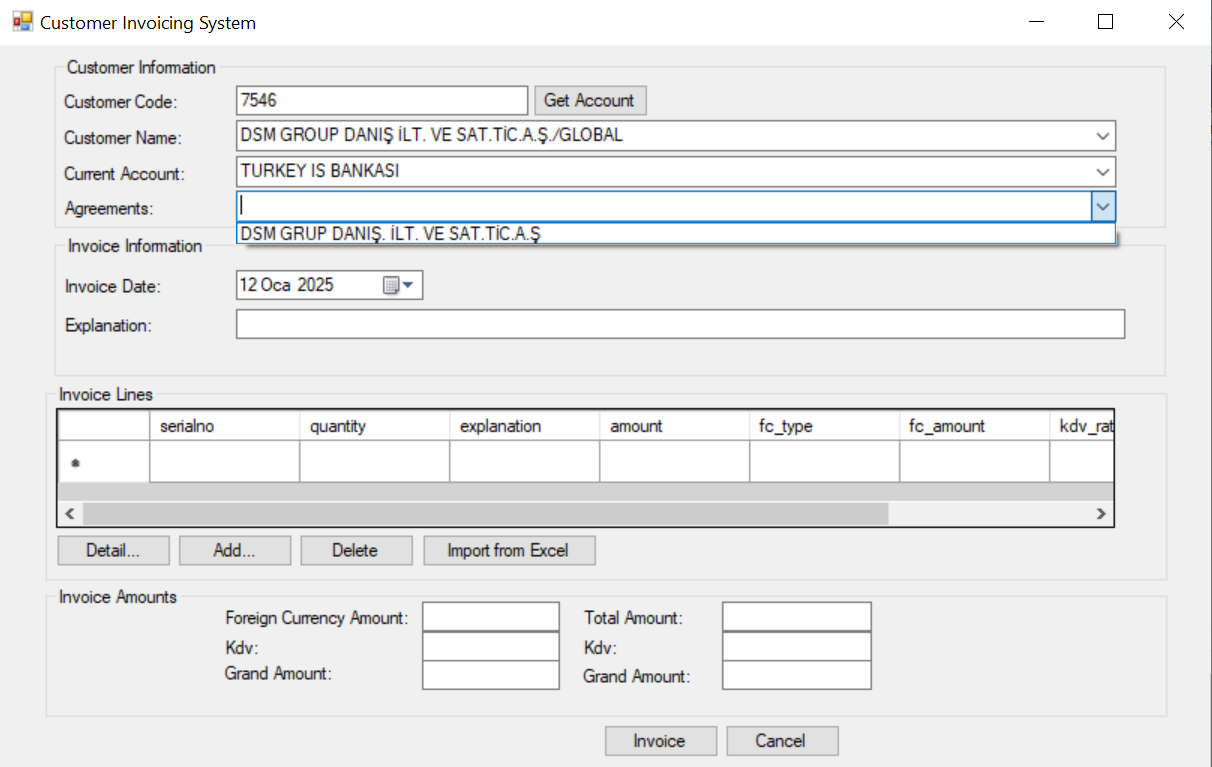 Customer Invoicing System
Customer Information
Customer Code: 7546 Get Account
Customer Name: DSM GROUP DANIŞ İLT. VE SAT.TİC.A.Ş./GLOBAL
Current Account: TURKEY IS BANKASI
Agreements:
DSM GRUP DANIŞ. İLT. VE SAT.TİC.A.Ş
Invoice Information
Invoice Date: 12 Oca 2025
Explanation:
Invoice Lines
serialno quantity explanation amount fc_type fc_amount kdv_rat
*
Detail... Add... Delete Import from Excel
Invoice Amounts
Foreign Currency Amount: Total Amount:
Kdv: Kdv:
Grand Amount: Grand Amount:
Invoice Cancel